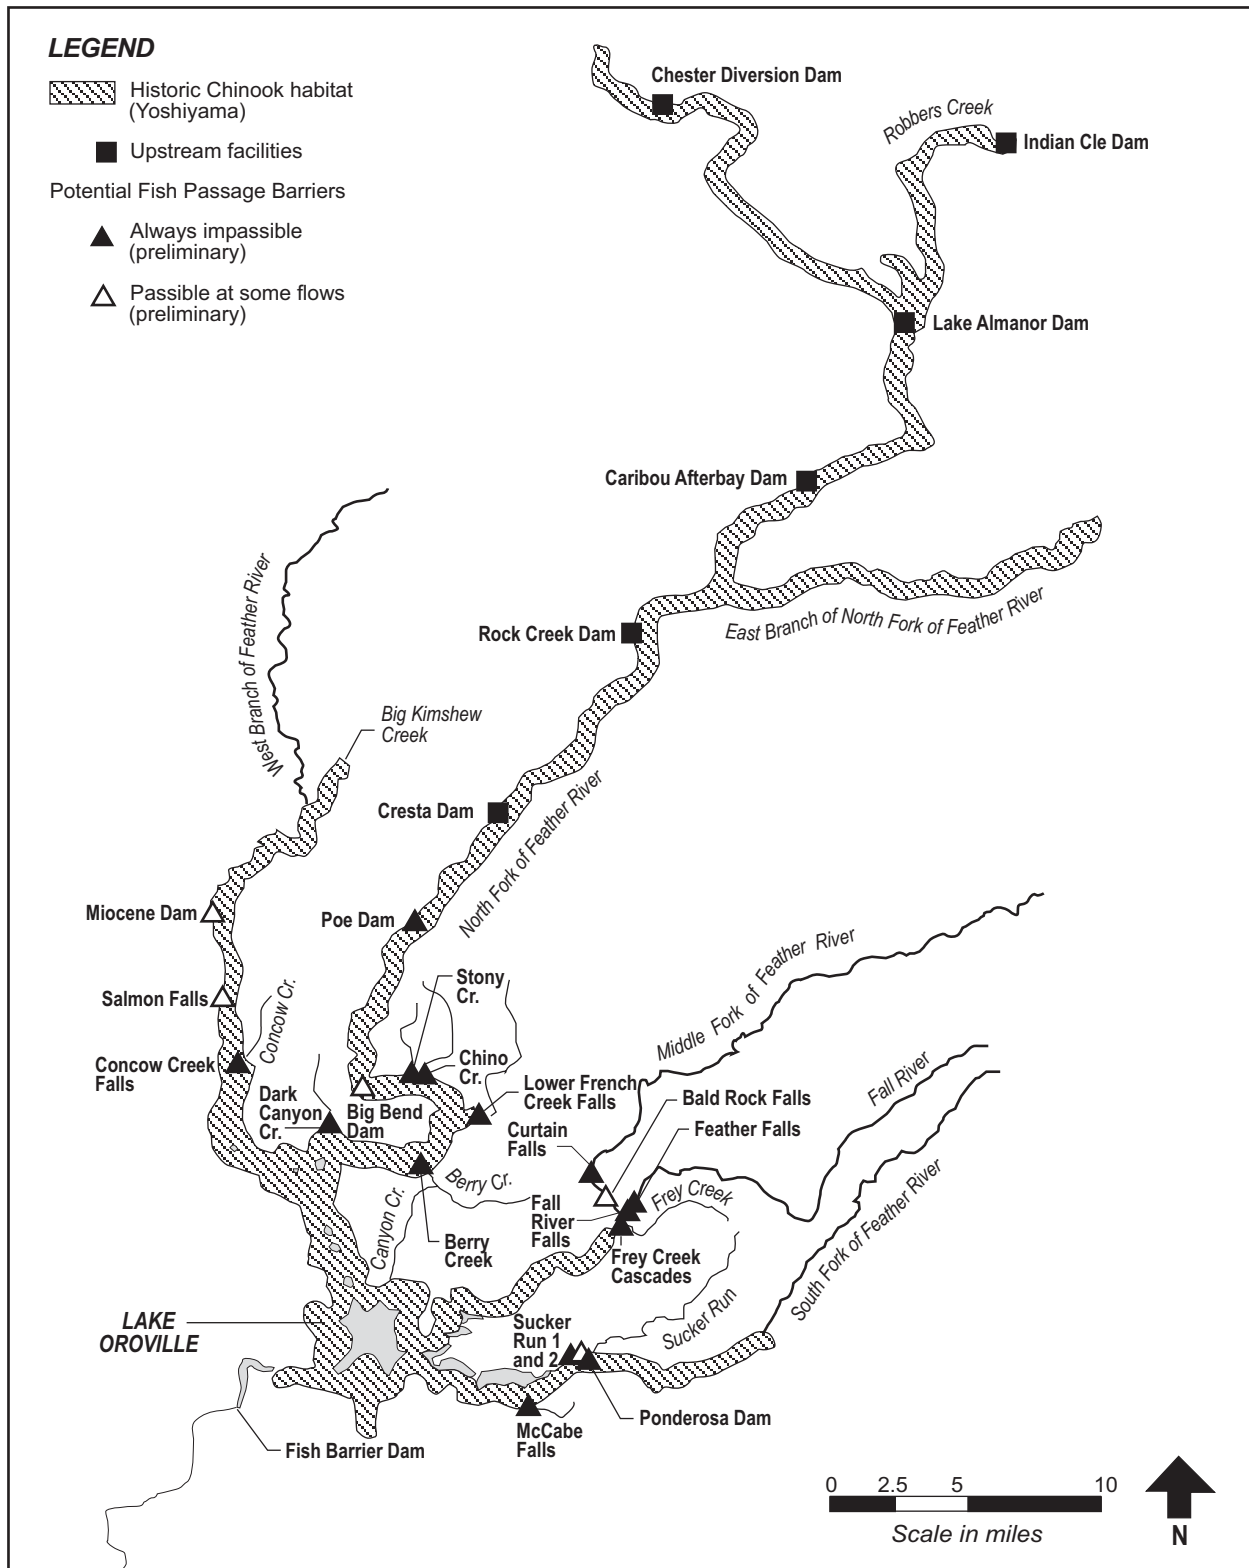 LEGEND
Historic Chinook habitat
(Yoshiyama)
Upstream facilities
Potential Fish Passage Barriers
Always impassible
(preliminary)
Passible at some flows
(preliminary)
Chester Diversion Dam
Robbers Creek
Indian Cle Dam
Lake Almanor Dam
Caribou Afterbay Dam
East Branch of North Fork of Feather River
Rock Creek Dam
West Branch of Feather River
Big Kimshew
Creek
Cresta Dam
North Fork of Feather River
Miocene Dam
Poe Dam
Salmon Falls
Concow Cr.
Stony
Cr.
Middle Fork of Feather River
Concow Creek
Falls
Chino
Cr.
Fall River
Dark
Canyon
Cr.
Big Bend
Dam
Lower French
Creek Falls
Bald Rock Falls
Curtain
Falls
Feather Falls
Berry Cr.
Canyon Cr.
Berry
Creek
Fall
River
Falls
Frey Creek
Frey Creek
Cascades
South Fork of Feather River
LAKE
OROVILLE
Sucker
Run 1
and 2
Sucker Run
Ponderosa Dam
McCabe
Falls
Fish Barrier Dam
0 2.5 5 10
Scale in miles
N